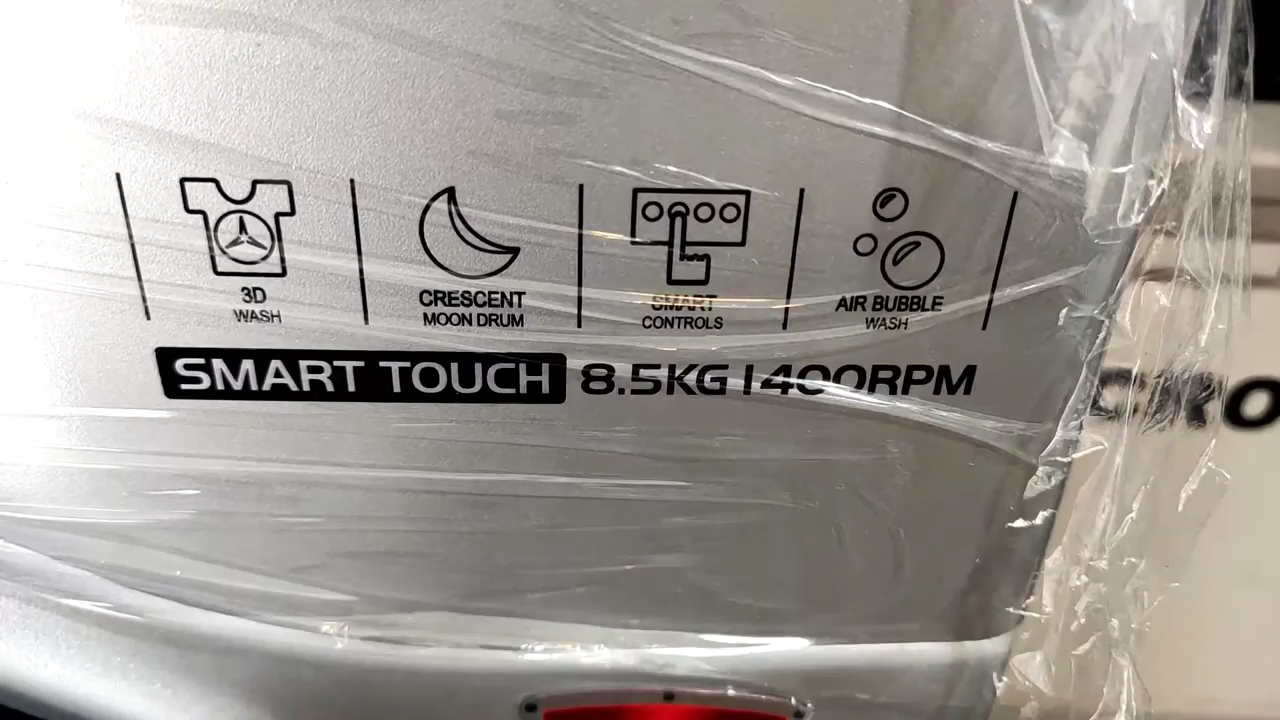 3D
WASH
CRESCENT
MOON DRUM
SMART
CONTROLS
AIR BUBBLE
WASH
SMART TOUCH 8.5KG 1400RPM